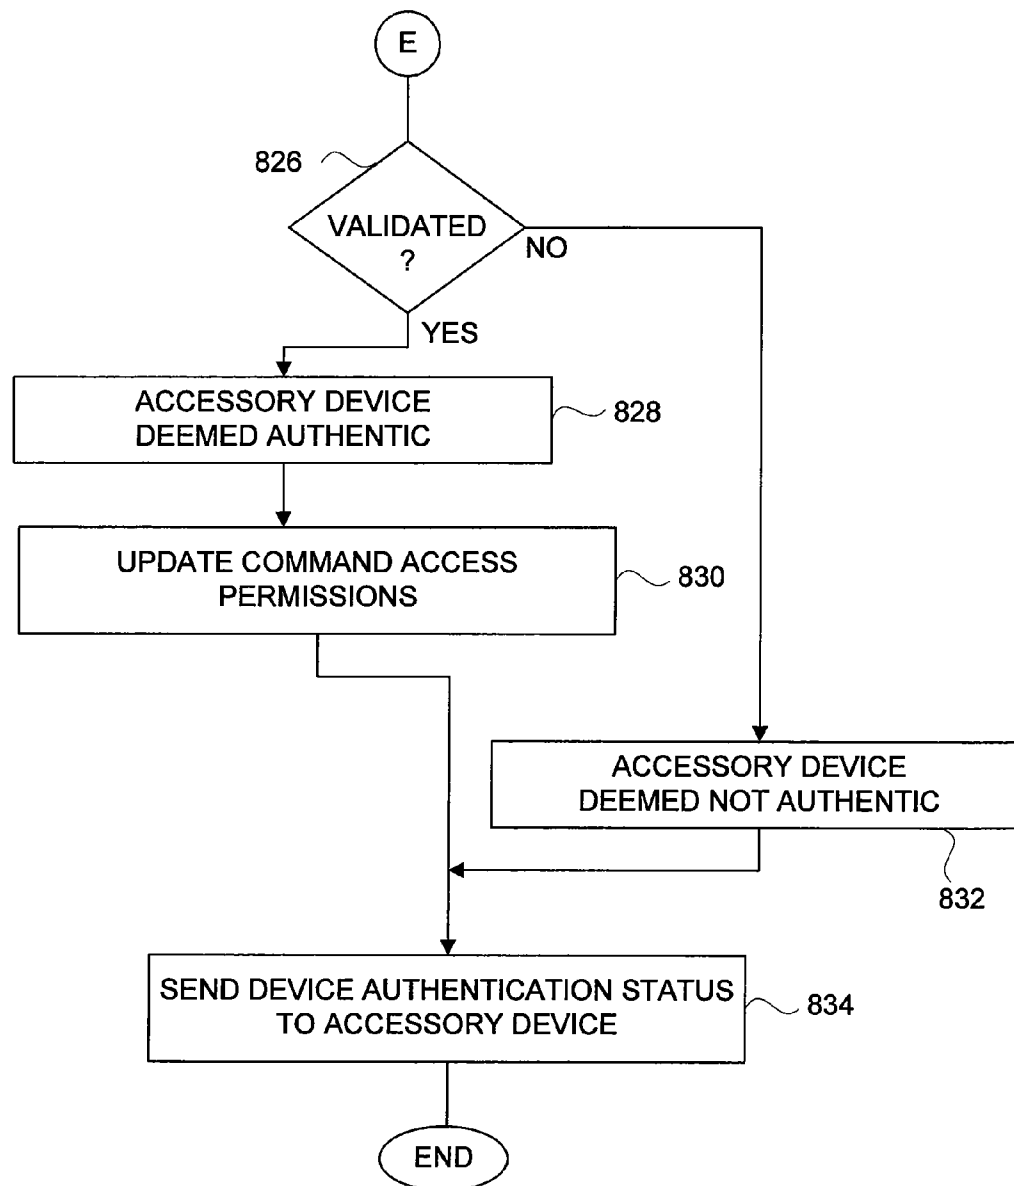 E
826
VALIDATED
?
NO
YES
ACCESSORY DEVICE
DEEMED AUTHENTIC
828
UPDATE COMMAND ACCESS
PERMISSIONS
830
ACCESSORY DEVICE
DEEMED NOT AUTHENTIC
832
SEND DEVICE AUTHENTICATION STATUS
TO ACCESSORY DEVICE
834
END